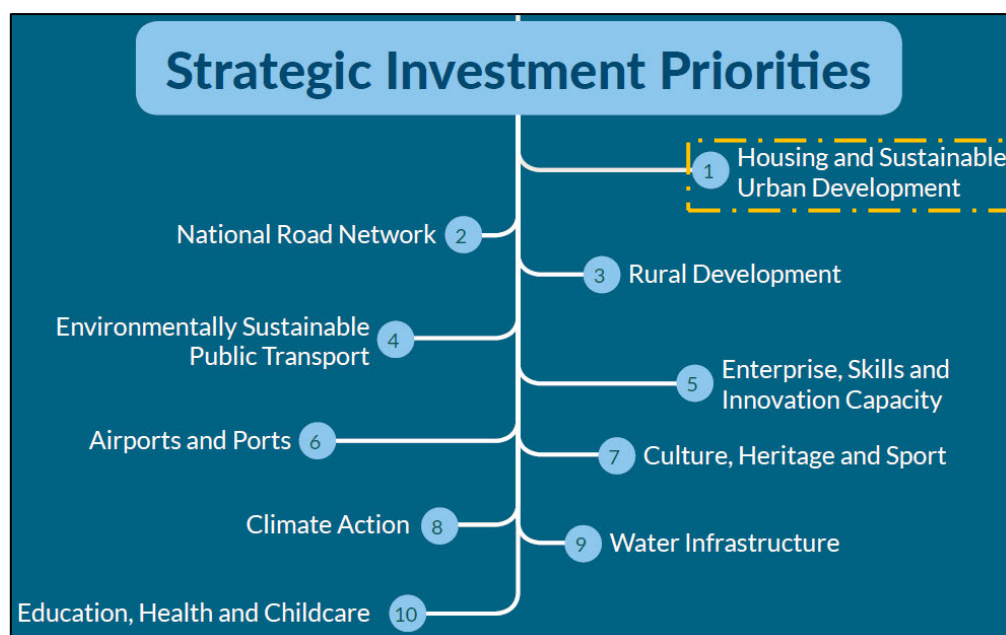 Strategic Investment Priorities
1 Housing and Sustainable
Urban Development
National Road Network 2
3 Rural Development
Environmentally Sustainable
Public Transport 4
5 Enterprise, Skills and
Innovation Capacity
Airports and Ports 6
7 Culture, Heritage and Sport
Climate Action 8
9 Water Infrastructure
Education, Health and Childcare 10